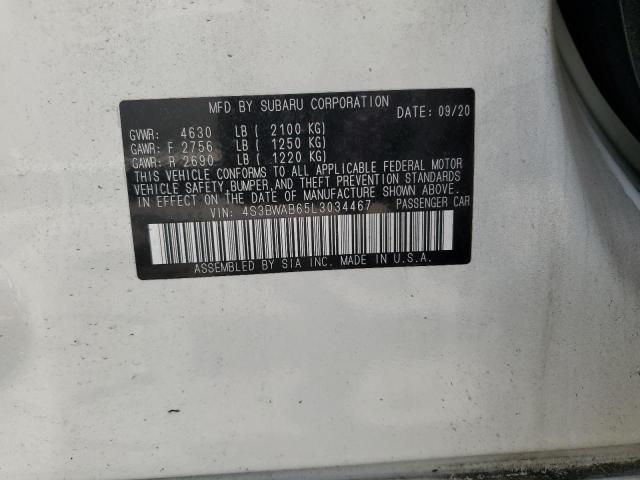 MFD BY SUBARU CORPORATION DATE: 09/20
GVWR: 4630 LB ( 2100 KG)
GAWR: F 2756 LB ( 1250 KG)
GAWR: R 2690 LB ( 1220 KG)
THIS VEHICLE CONFORMS TO ALL APPLICABLE FEDERAL MOTOR
VEHICLE SAFETY, BUMPER, AND THEFT PREVENTION STANDARDS
IN EFFECT ON THE DATE OF MANUFACTURE SHOWN ABOVE.
VIN: 4S3BWAB65L3034467 PASSENGER CAR
ASSEMBLED BY SIA INC. MADE IN U.S.A.